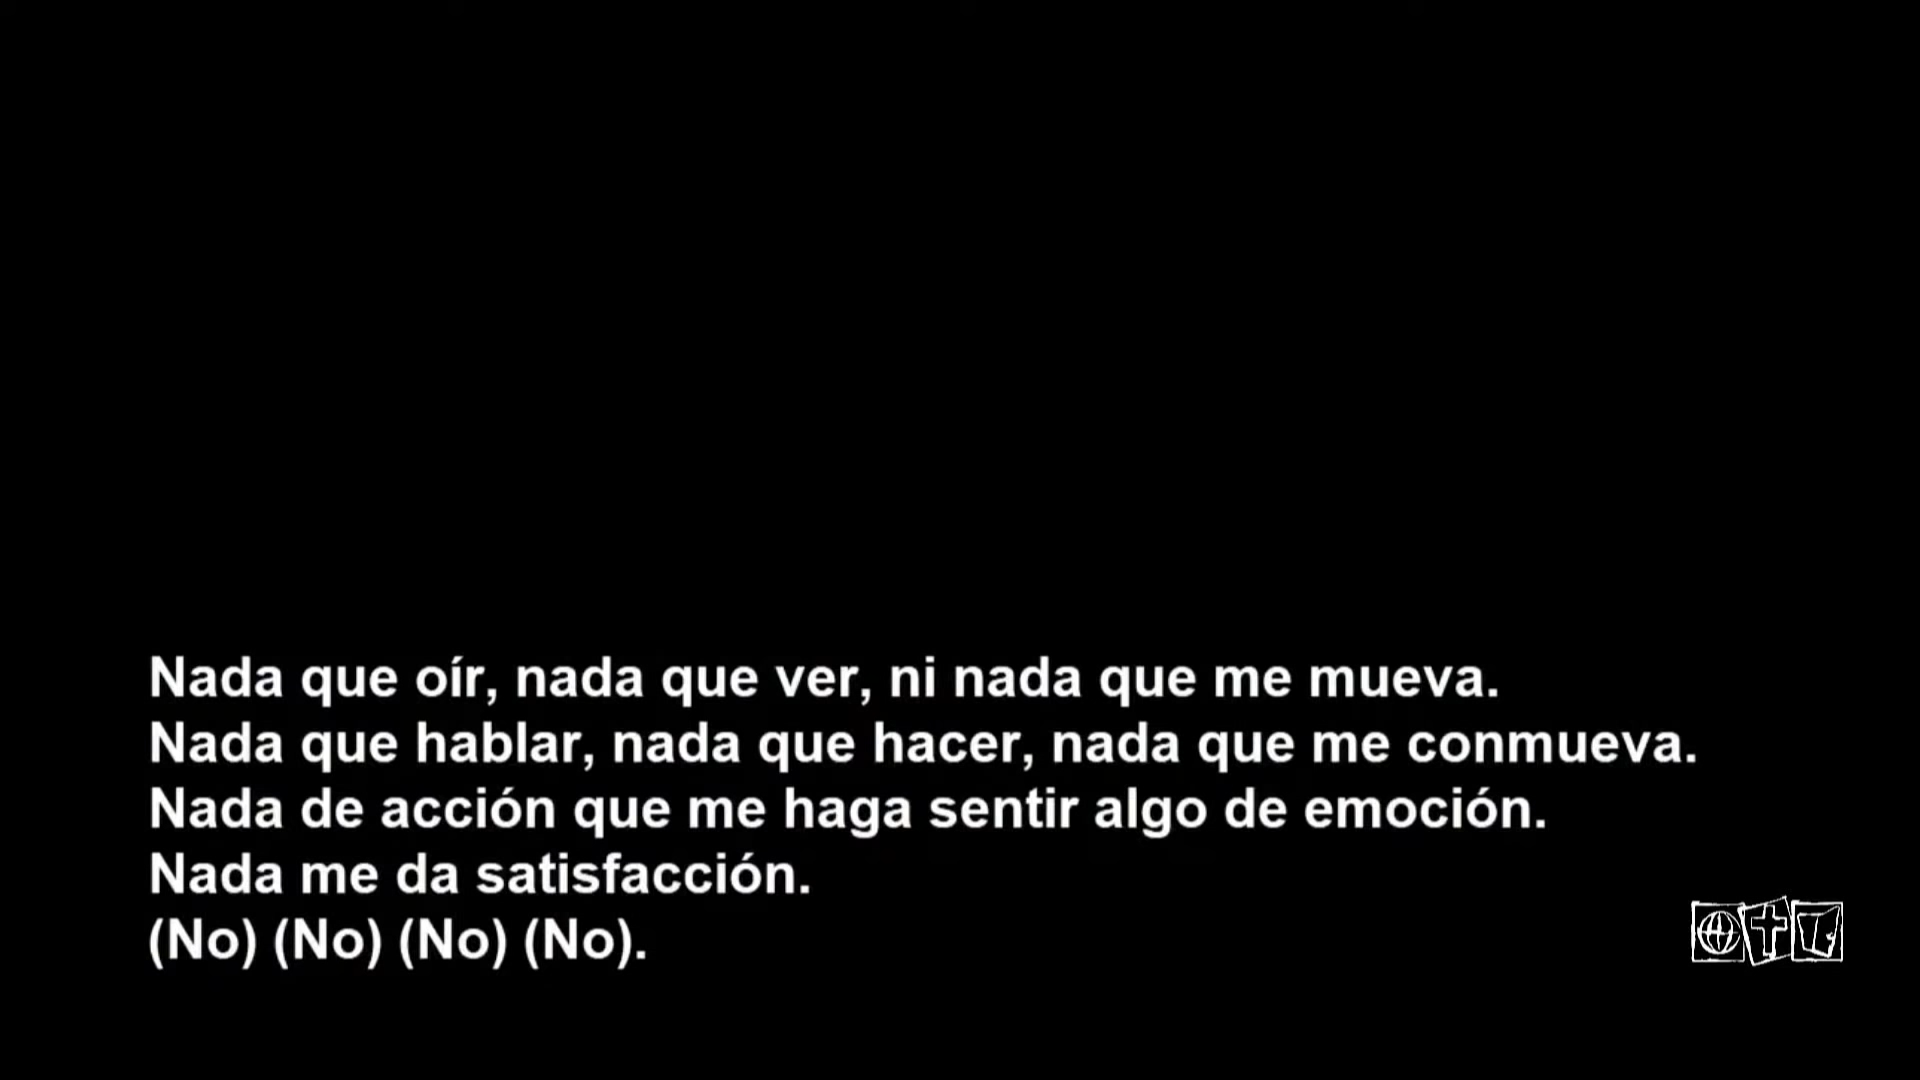 Nada que oír, nada que ver, ni nada que me mueva.
Nada que hablar, nada que hacer, nada que me conmueva.
Nada de acción que me haga sentir algo de emoción.
Nada me da satisfacción.
(No) (No) (No) (No).